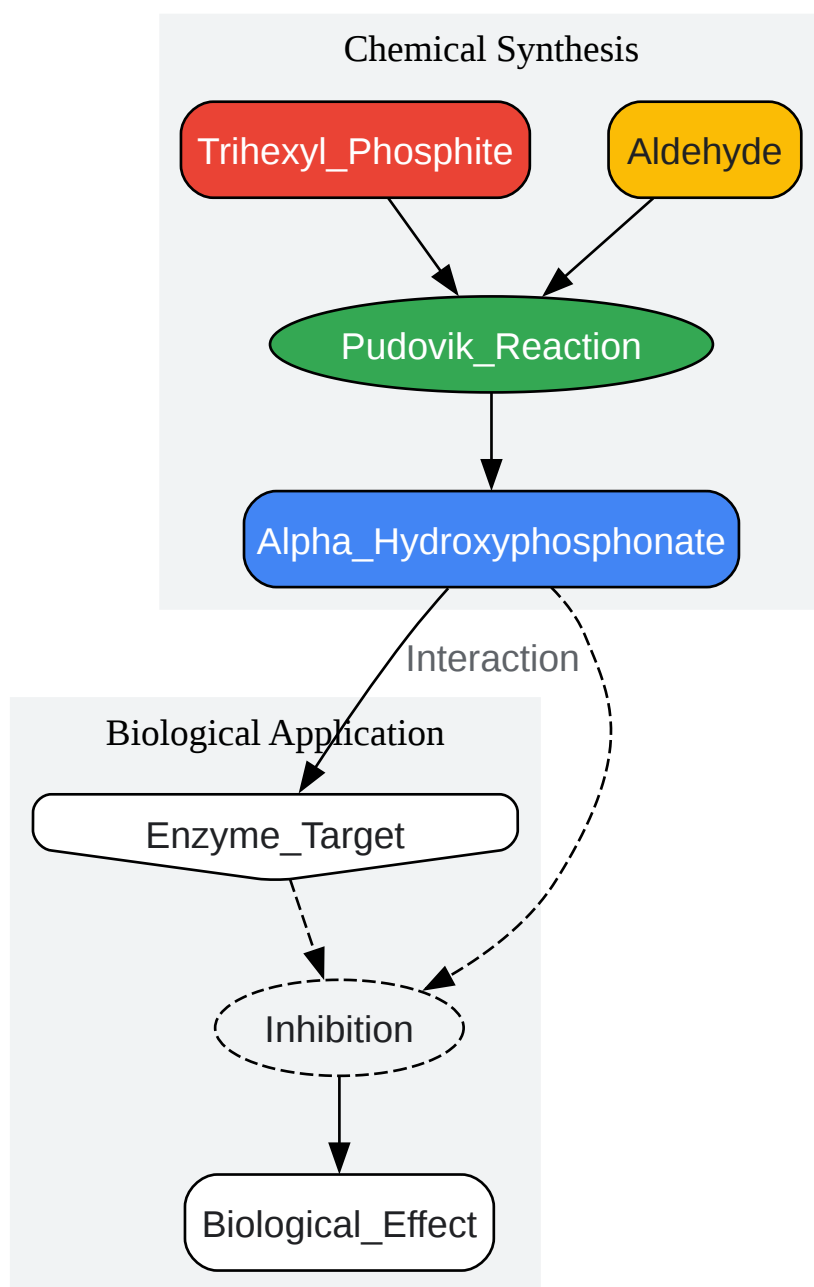 Chemical Synthesis
Trihexyl_Phosphite
Aldehyde
Pudovik_Reaction
Alpha_Hydroxyphosphonate
Interaction
Biological Application
Enzyme_Target
Inhibition
Biological_Effect